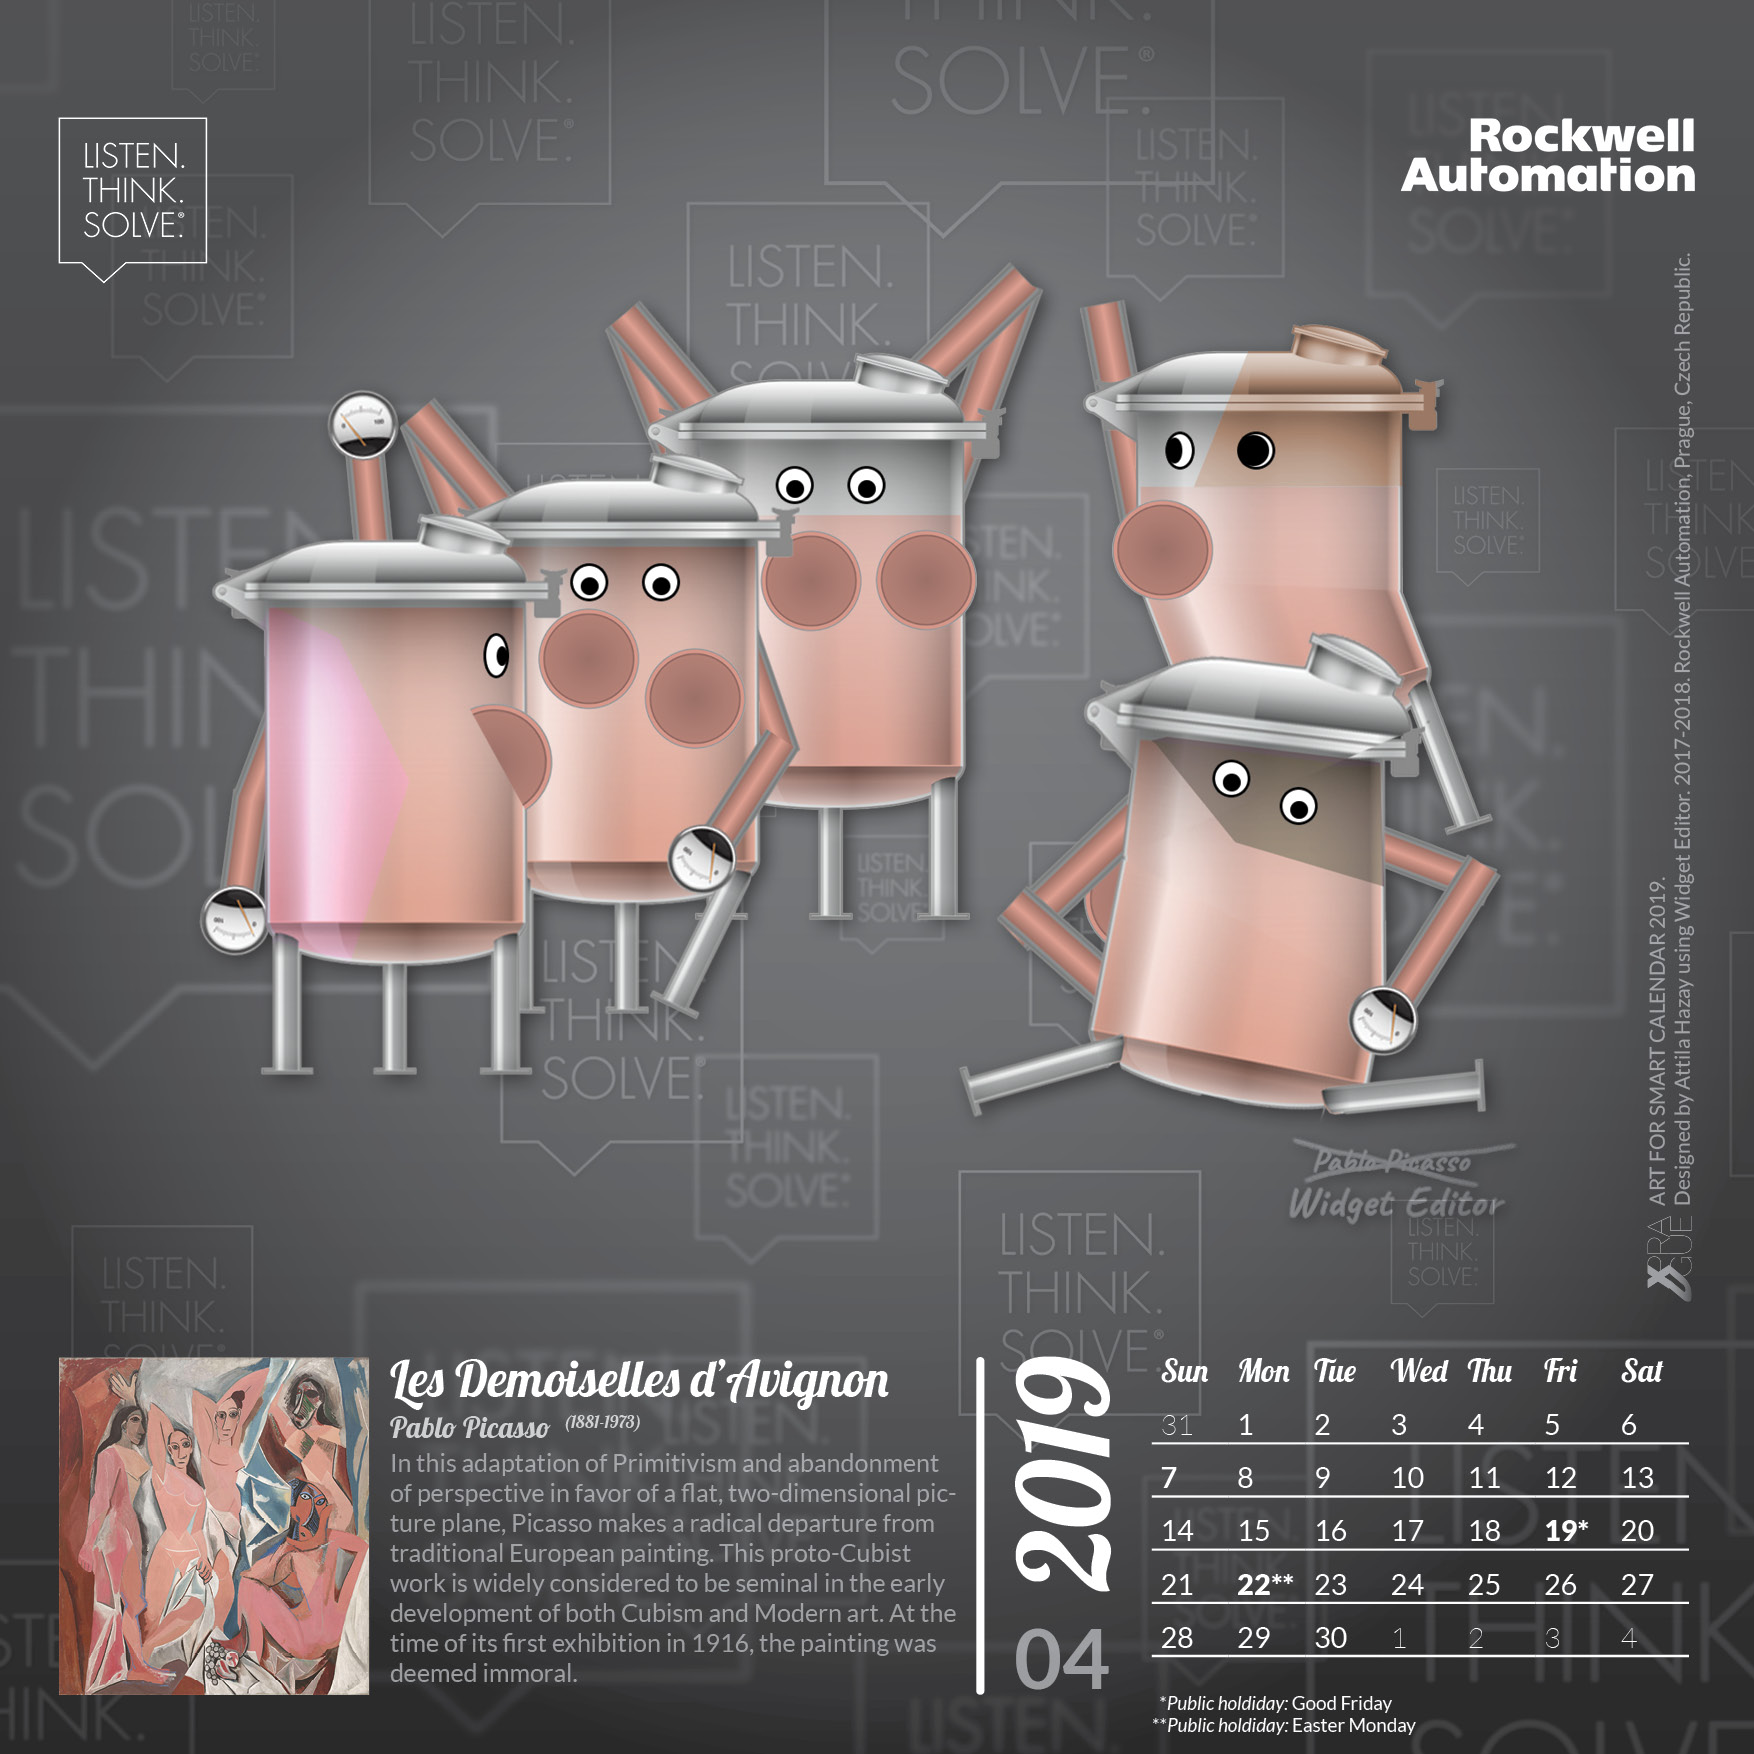 LISTEN.
THINK.
SOLVE.®
Rockwell
Automation
ART FOR SMART CALENDAR 2019.
Designed by Attila Hazay using Widget Editor. 2017-2018. Rockwell Automation, Prague, Czech Republic.
PRA
GUE
Pablo Picasso
Widget Editor
Les Demoiselles d'Avignon
Pablo Picasso (1881-1973)
In this adaptation of Primitivism and abandonment
of perspective in favor of a flat, two-dimensional pic-
ture plane, Picasso makes a radical departure from
traditional European painting. This proto-Cubist
work is widely considered to be seminal in the early
development of both Cubism and Modern art. At the
time of its first exhibition in 1916, the painting was
deemed immoral.
2019
04
Sun Mon Tue Wed Thu Fri Sat
31 1 2 3 4 5 6
7 8 9 10 11 12 13
14 15 16 17 18 19* 20
21 22** 23 24 25 26 27
28 29 30 1 2 3 4
*Public holdiday: Good Friday
**Public holdiday: Easter Monday